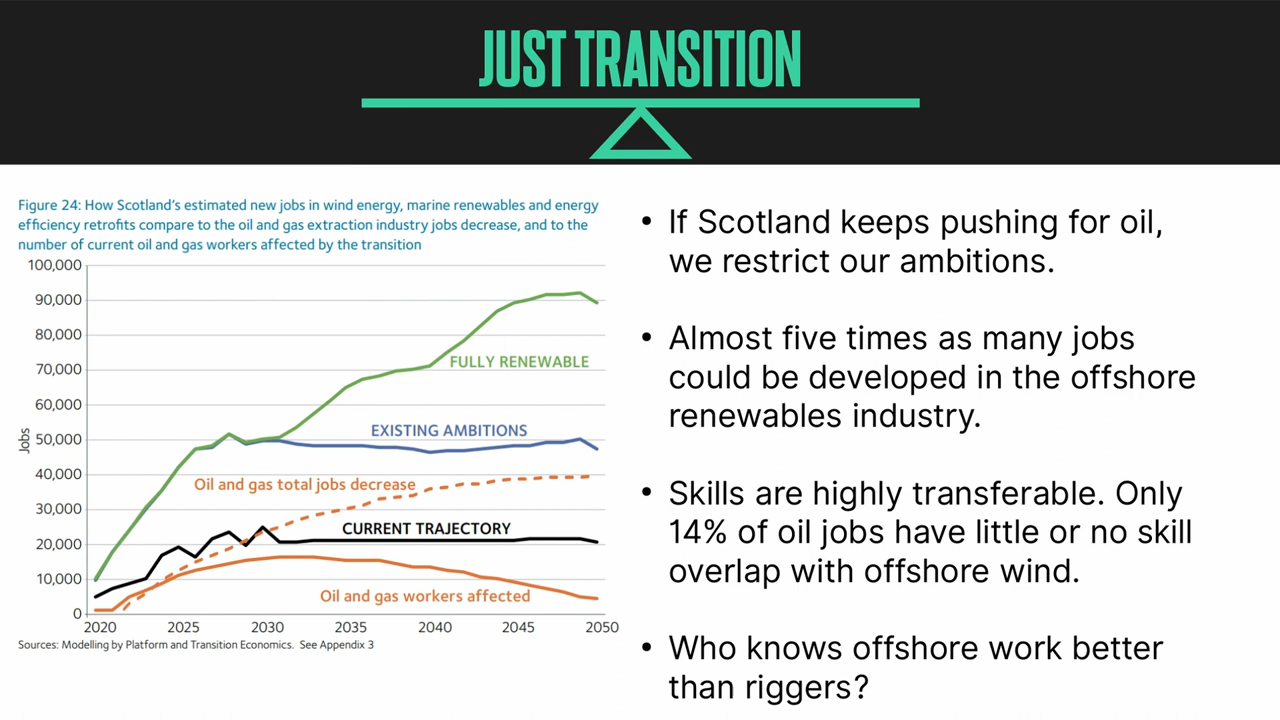 JUST TRANSITION
Figure 24: How Scotland's estimated new jobs in wind energy, marine renewables and energy
efficiency retrofits compare to the oil and gas extraction industry jobs decrease, and to the
number of current oil and gas workers affected by the transition
100,000
90,000
80,000
70,000
60,000
50,000
40,000
30,000
20,000
10,000
0
Jobs
FULLY RENEWABLE
EXISTING AMBITIONS
Oil and gas total jobs decrease
CURRENT TRAJECTORY
Oil and gas workers affected
2020 2025 2030 2035 2040 2045 2050
Sources: Modelling by Platform and Transition Economics. See Appendix 3
• If Scotland keeps pushing for oil,
we restrict our ambitions.
• Almost five times as many jobs
could be developed in the offshore
renewables industry.
• Skills are highly transferable. Only
14% of oil jobs have little or no skill
overlap with offshore wind.
• Who knows offshore work better
than riggers?